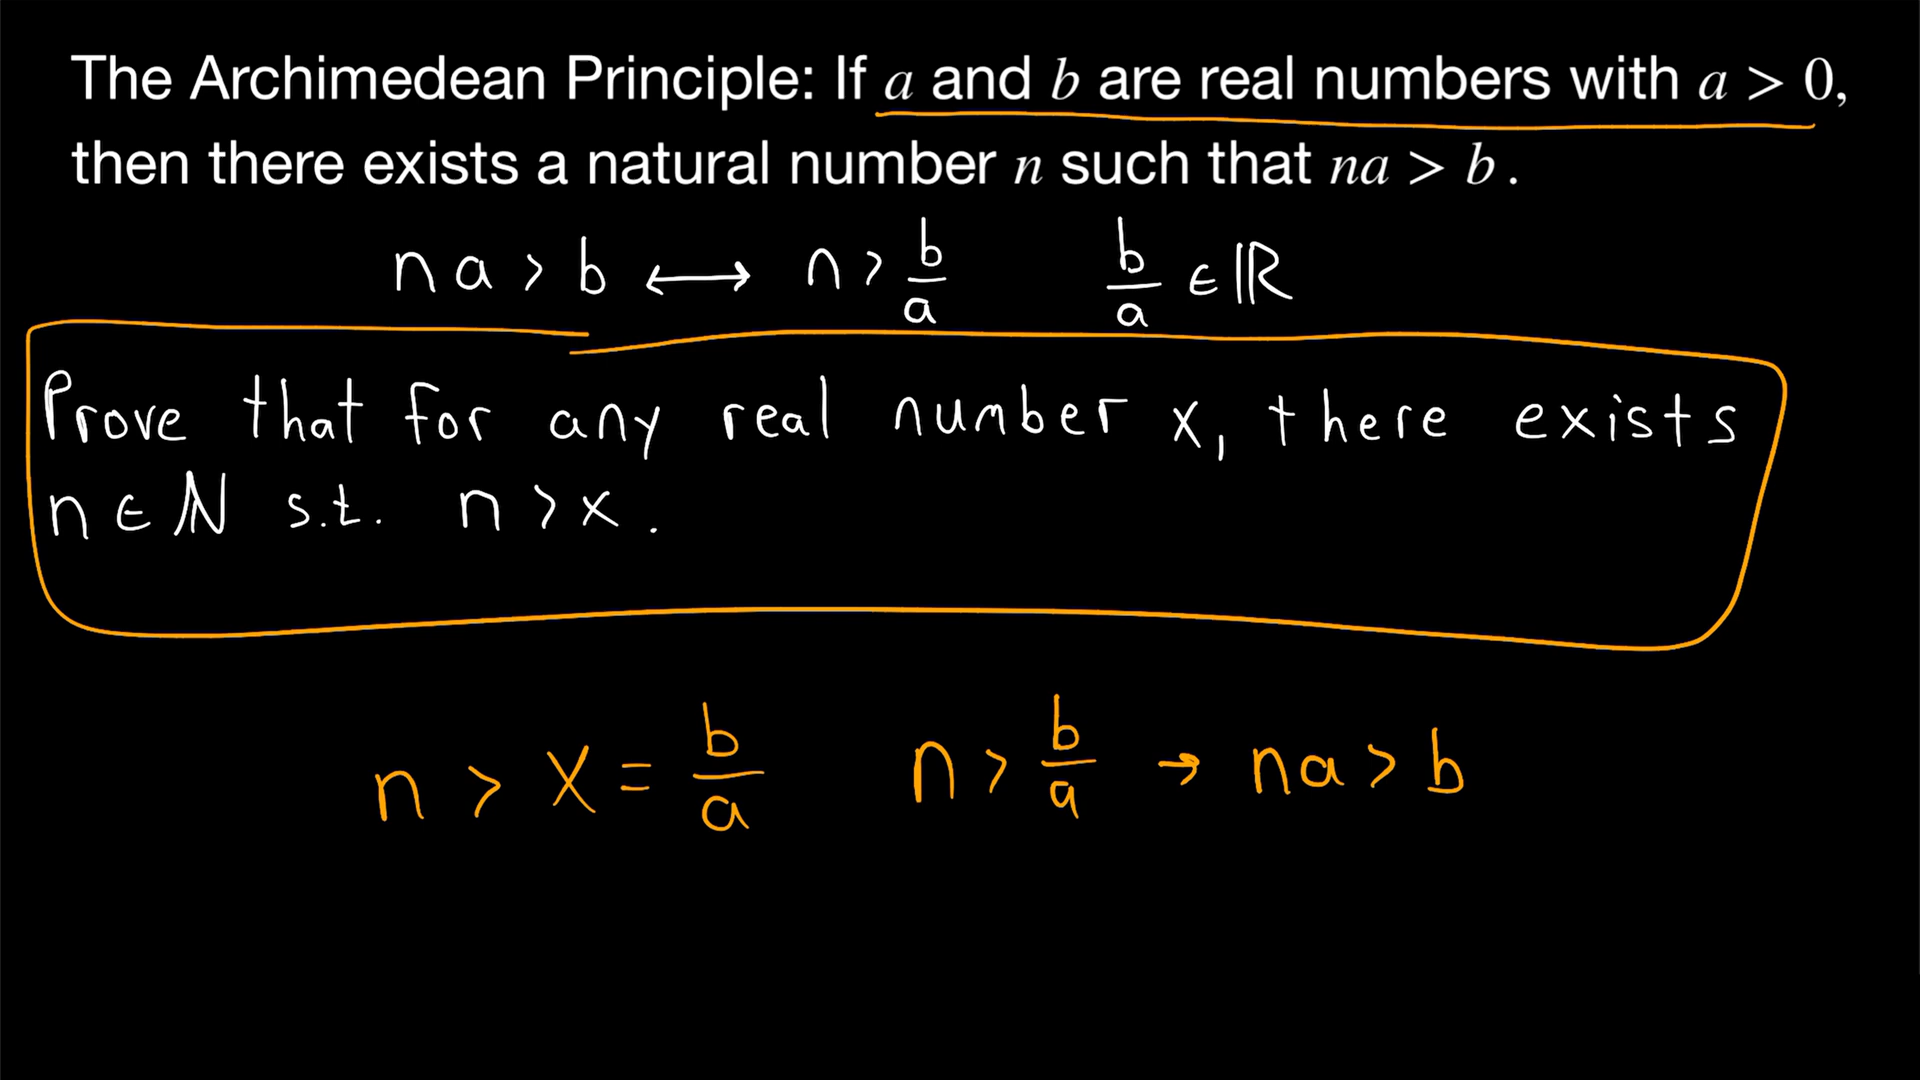 The Archimedean Principle: If a and b are real numbers with a > 0,
then there exists a natural number n such that na > b .
na > b ⟷ n > b/a   b/a ∈ ℝ
Prove that for any real number x, there exists
n ∈ ℕ s.t. n > x .
n > x = b/a   n > b/a → na > b